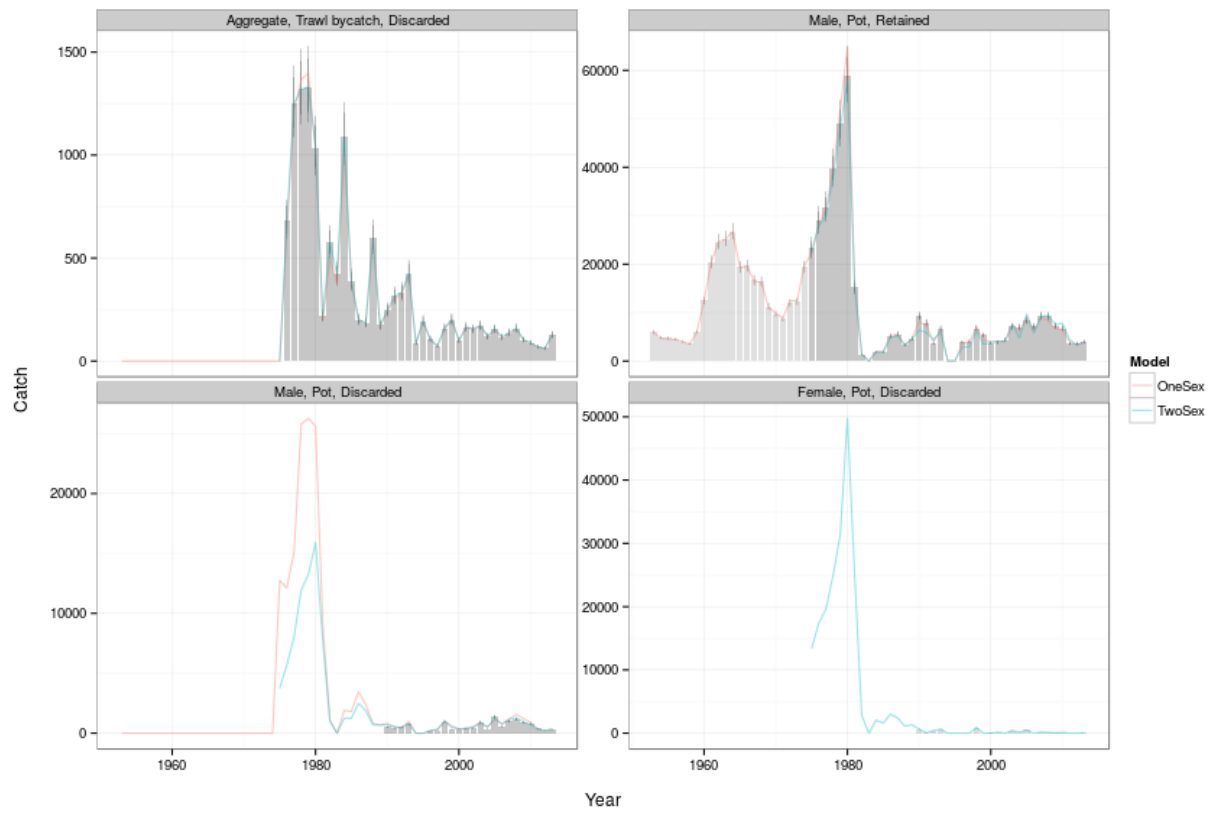 Aggregate, Trawl bycatch, Discarded
Male, Pot, Retained
1500
1000
500
0
60000
40000
20000
0
Catch
Male, Pot, Discarded
Female, Pot, Discarded
20000
10000
0
50000
40000
30000
20000
10000
0
Model
OneSex
TwoSex
1960 1980 2000
1960 1980 2000
Year